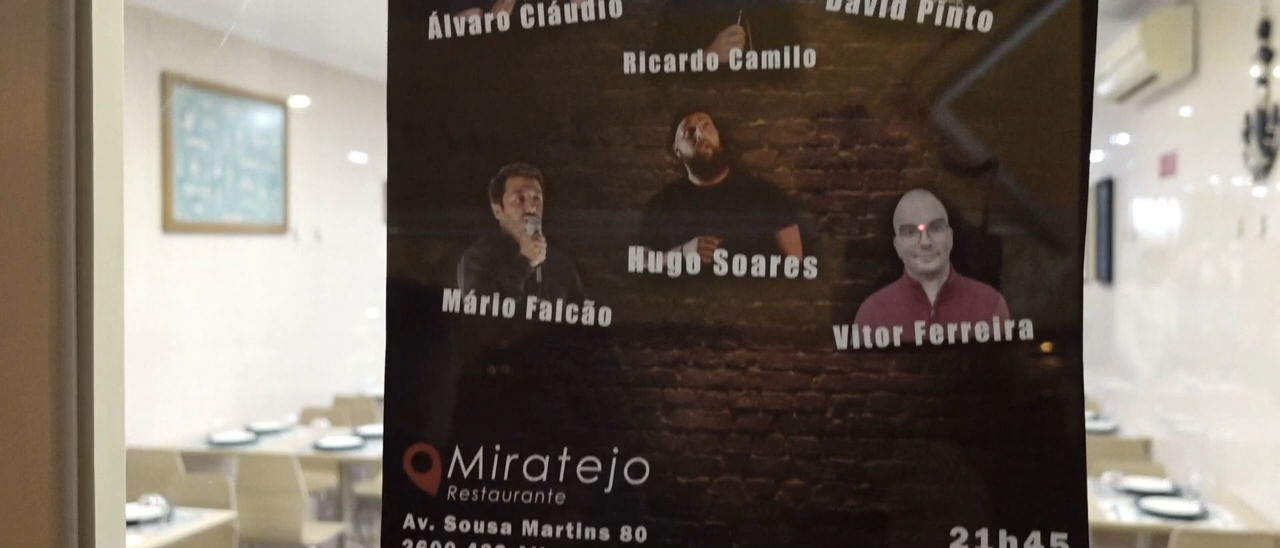 Álvaro Cláudio
David Pinto
Ricardo Camilo
Hugo Soares
Mário Falcão
Vitor Ferreira
Miratejo
Restaurante
Av. Sousa Martins 80
21h45